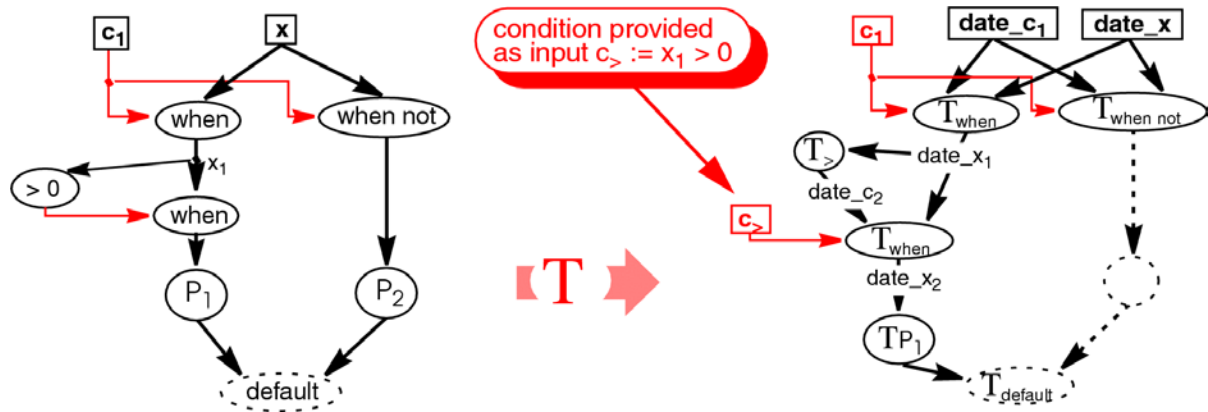 c₁
x
when
when not
x₁
> 0
when
P₁
P₂
default
condition provided
as input c> := x₁ > 0
T
c₁
date_c₁
date_x
Twhen
Twhen not
T>
date_x₁
date_c₂
c>
Twhen
date_x₂
TP₁
Tdefault